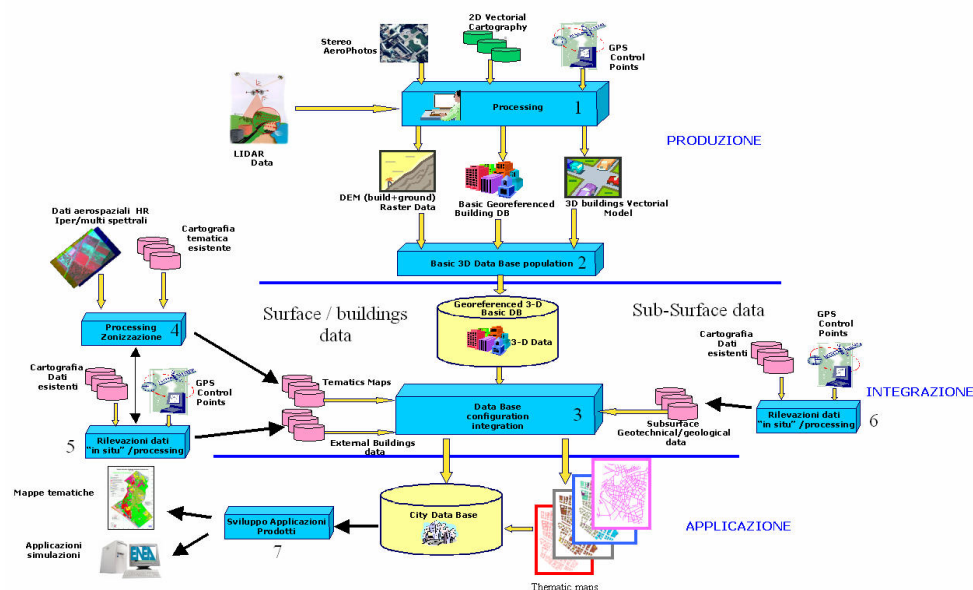 2D Vectorial
Cartography
Stereo
AeroPhotos
GPS
Control
Points
Processing
1
LIDAR
Data
PRODUZIONE
DEM (build+ground)
Raster Data
Basic Georeferenced
Building DB
3D buildings Vectorial
Model
Basic 3D Data Base population
2
Dati aerospaziali HR
Iper/multi spettrali
Cartografia
tematica
esistente
Processing
Zonizzazione
4
Surface / buildings
data
Georeferenced 3-D
Basic DB
3-D Data
Sub-Surface data
Cartografia
Dati
esistenti
GPS
Control
Points
Cartografia
Dati
esistenti
GPS
Control
Points
Tematics Maps
Data Base
configuration
integration
3
INTEGRAZIONE
Rilevazioni dati
"in situ" /processing
6
Subsurface
Geotechnical/geological
data
5
Rilevazioni dati
"in situ" /processing
External Buildings
data
Mappe tematiche
Sviluppo Applicazioni
Prodotti
7
City Data Base
APPLICAZIONE
Applicazioni
simulazioni
ENEA
Thematic maps